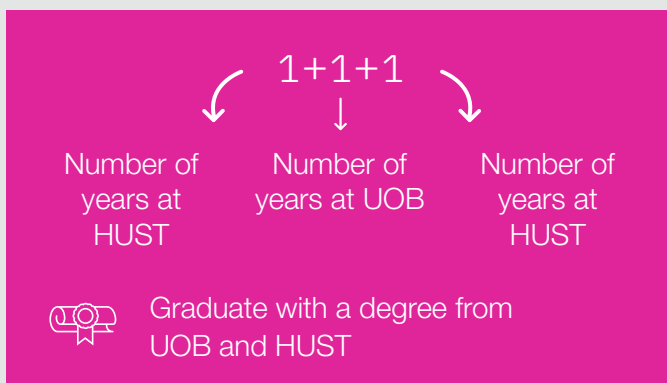 1+1+1
Number of
years at
HUST
Number of
years at UOB
Number of
years at
HUST
Graduate with a degree from
UOB and HUST